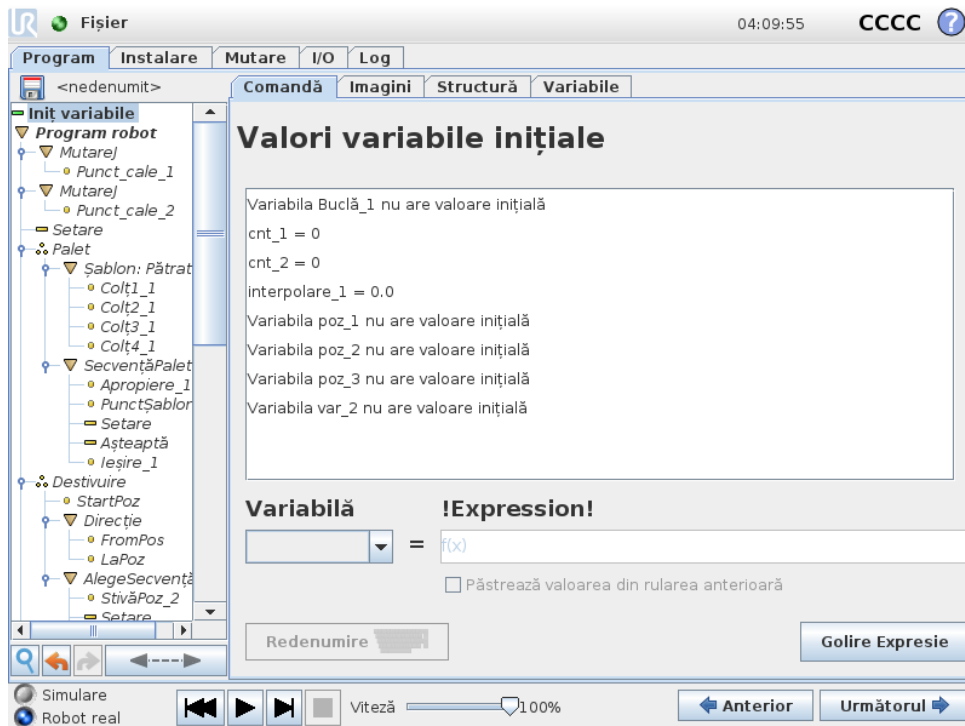 UR Fișier 04:09:55 CCCC ?
Program Instalare Mutare I/O Log
<nedenumit> Comandă Imagini Structură Variabile
Iniț variabile
Program robot
MutareJ
Punct_cale_1
MutareJ
Punct_cale_2
Setare
Palet
Șablon: Pătrat
Colț1_1
Colț2_1
Colț3_1
Colț4_1
SecvențăPalet
Apropiere_1
PunctȘablon
Setare
Așteaptă
Ieșire_1
Destivuire
StartPoz
Direcție
FromPos
LaPoz
AlegeSecvență
StivăPoz_2
Setare
Valori variabile inițiale
Variabila Buclă_1 nu are valoare inițială
cnt_1 = 0
cnt_2 = 0
interpolare_1 = 0.0
Variabila poz_1 nu are valoare inițială
Variabila poz_2 nu are valoare inițială
Variabila poz_3 nu are valoare inițială
Variabila var_2 nu are valoare inițială
Variabilă !Expression!
= f(x)
Păstrează valoarea din rularea anterioară
Redenumire Golire Expresie
Simulare
Robot real
Viteză 100% Anterior Următorul